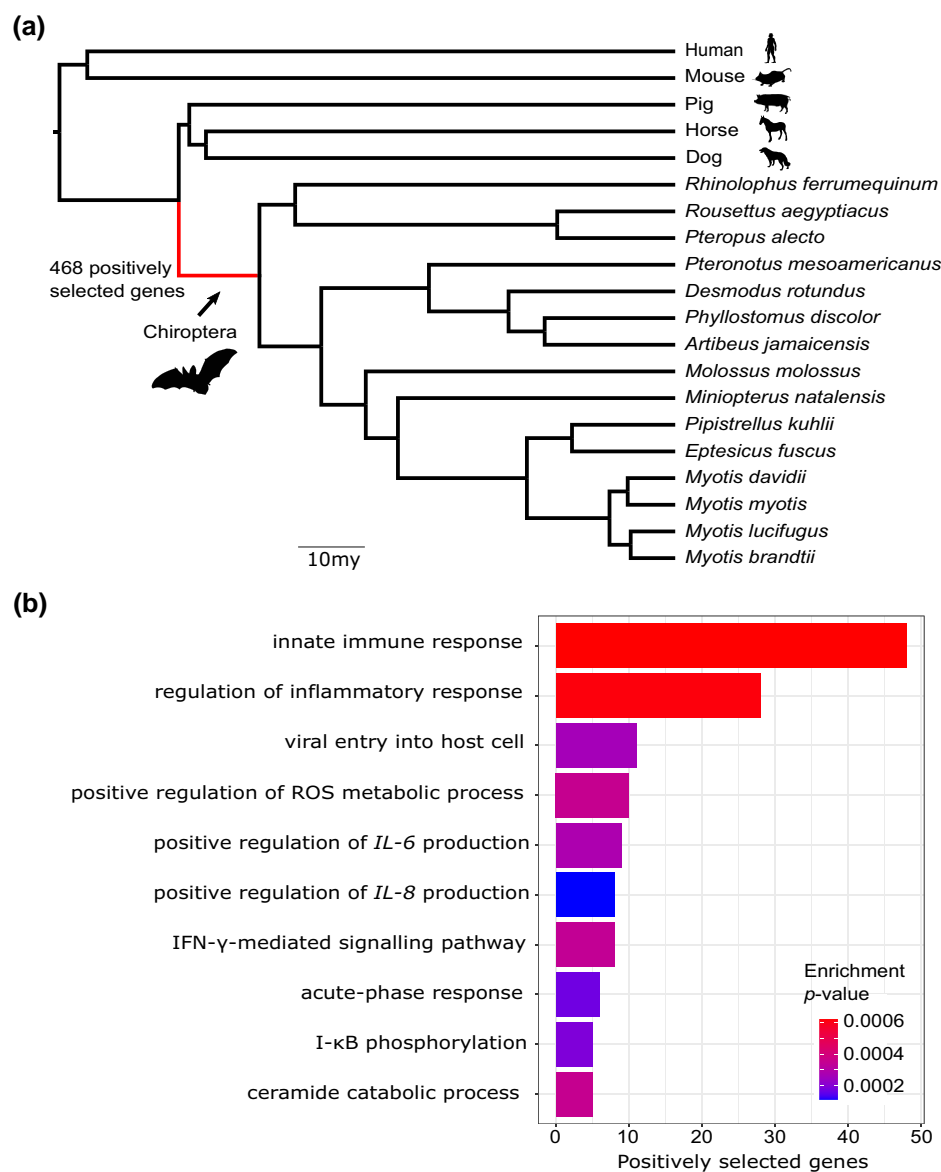 (a)
Human
Mouse
Pig
Horse
Dog
Rhinolophus ferrumequinum
Rousettus aegyptiacus
Pteropus alecto
Pteronotus mesoamericanus
Desmodus rotundus
Phyllostomus discolor
Artibeus jamaicensis
Molossus molossus
Miniopterus natalensis
Pipistrellus kuhlii
Eptesicus fuscus
Myotis davidii
Myotis myotis
Myotis lucifugus
Myotis brandtii
468 positively
selected genes
Chiroptera
10my
(b)
innate immune response
regulation of inflammatory response
viral entry into host cell
positive regulation of ROS metabolic process
positive regulation of IL-6 production
positive regulation of IL-8 production
IFN-γ-mediated signalling pathway
acute-phase response
I-κB phosphorylation
ceramide catabolic process
Enrichment
p-value
0.0006
0.0004
0.0002
0 10 20 30 40 50
Positively selected genes